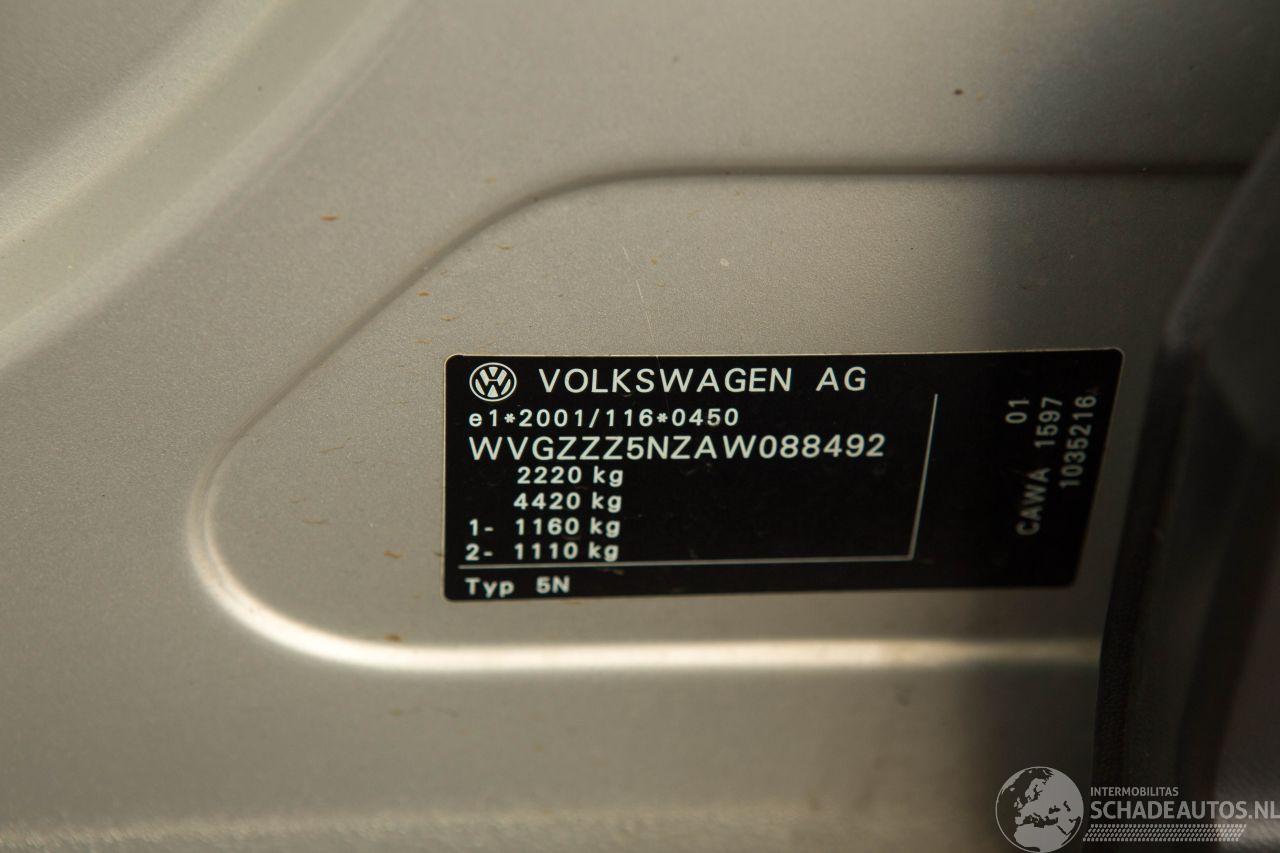 VOLKSWAGEN AG
e1*2001/116*0450
WVGZZZ5NZAW088492
2220 kg
4420 kg
1- 1160 kg
2- 1110 kg
Typ 5N
01
CAWA 1597
1035216
INTERMOBILITAS
SCHADEAUTOS.NL